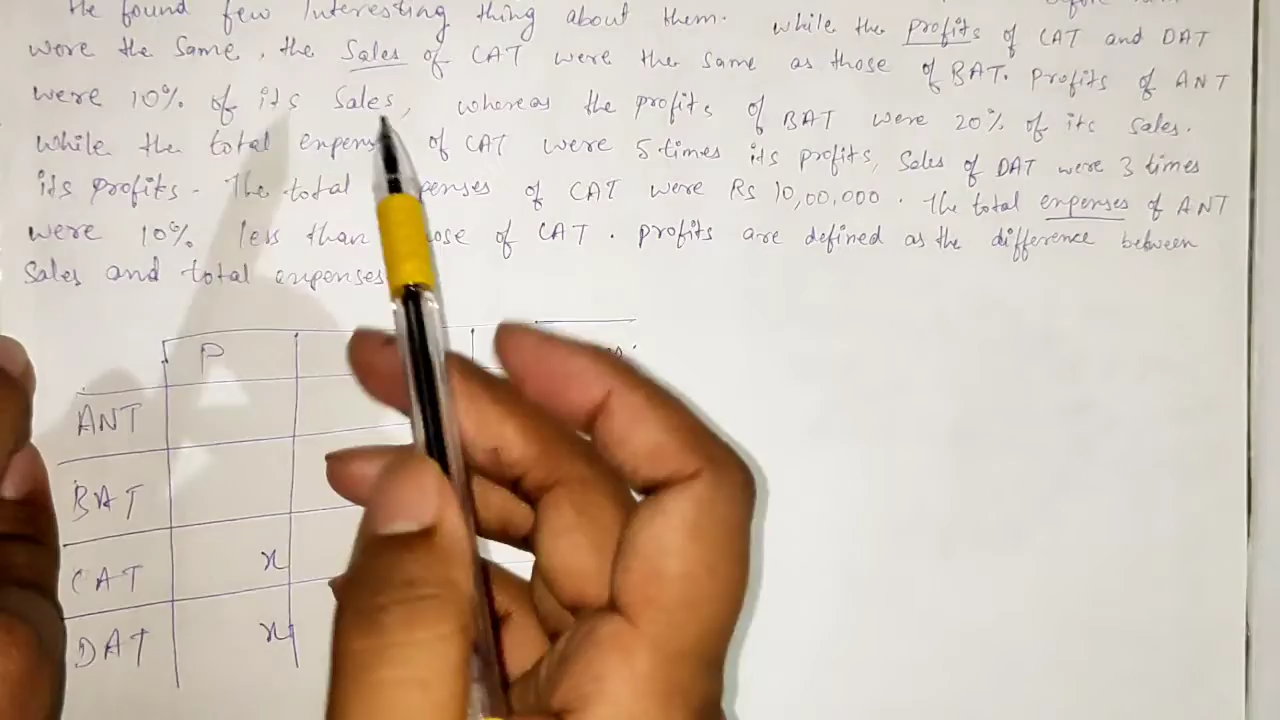 He found few Interesting thing about them. while the profits of CAT and DAT
were the same, the Sales of CAT were the same as those of BAT. Profits of ANT
were 10% of its Sales, whereas the profits of BAT were 20% of its sales.
while the total of CAT were 5 times its profits, Sales of DAT were 3 times
its profits. The total of CAT were Rs 10,00,000. The total expenses of ANT
were 10% less than of CAT. profits are defined as the difference between
Sales and total expenses
P
ANT
BAT
CAT x
DAT x